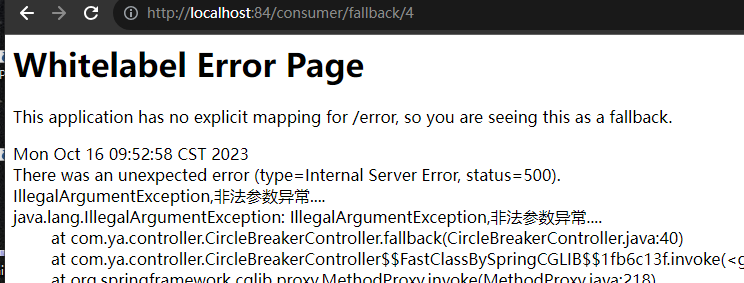 http://localhost:84/consumer/fallback/4
Whitelabel Error Page
This application has no explicit mapping for /error, so you are seeing this as a fallback.
Mon Oct 16 09:52:58 CST 2023
There was an unexpected error (type=Internal Server Error, status=500).
IllegalArgumentException,非法参数异常....
java.lang.IllegalArgumentException: IllegalArgumentException,非法参数异常....
at com.ya.controller.CircleBreakerController.fallback(CircleBreakerController.java:40)
at com.ya.controller.CircleBreakerController$$FastClassBySpringCGLIB$$1fb6c13f.invoke(<g
at org.springframework.cglib.proxy.MethodProxy.invoke(MethodProxy.java:218)